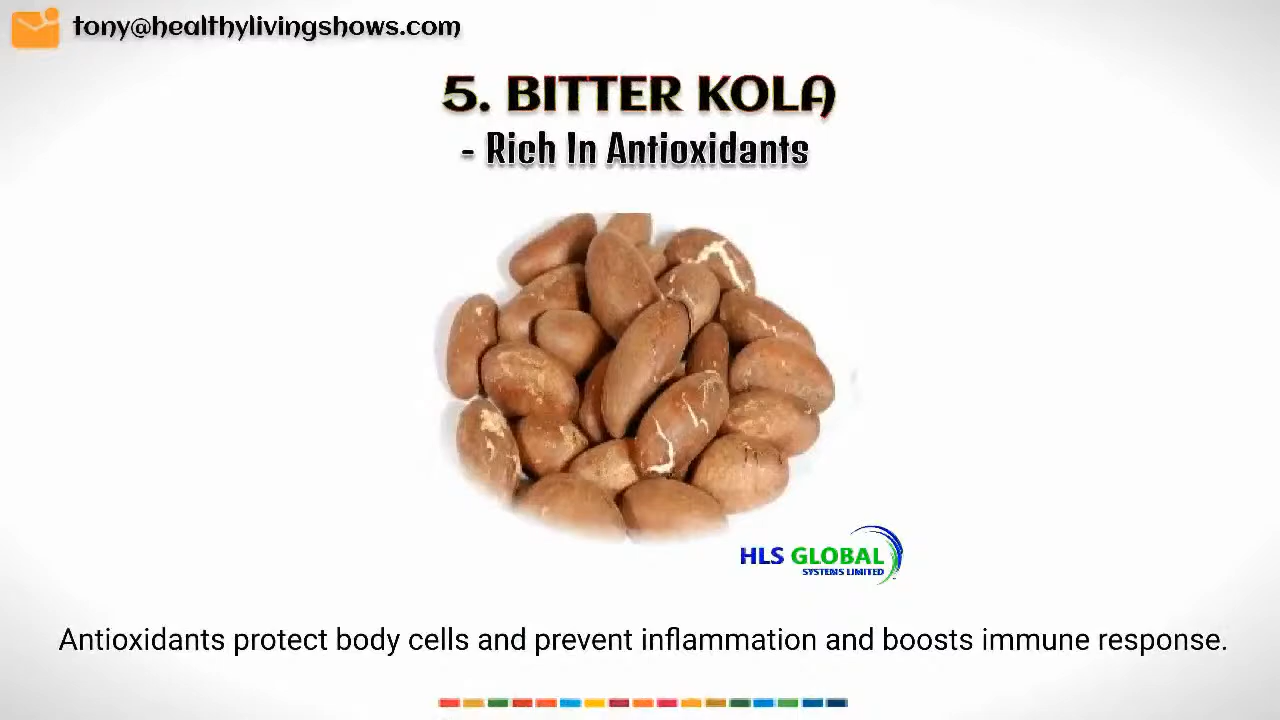 tony@healthylivingshows.com
5. BITTER KOLA
- Rich In Antioxidants
HLS GLOBAL
SYSTEMS LIMITED
Antioxidants protect body cells and prevent inflammation and boosts immune response.